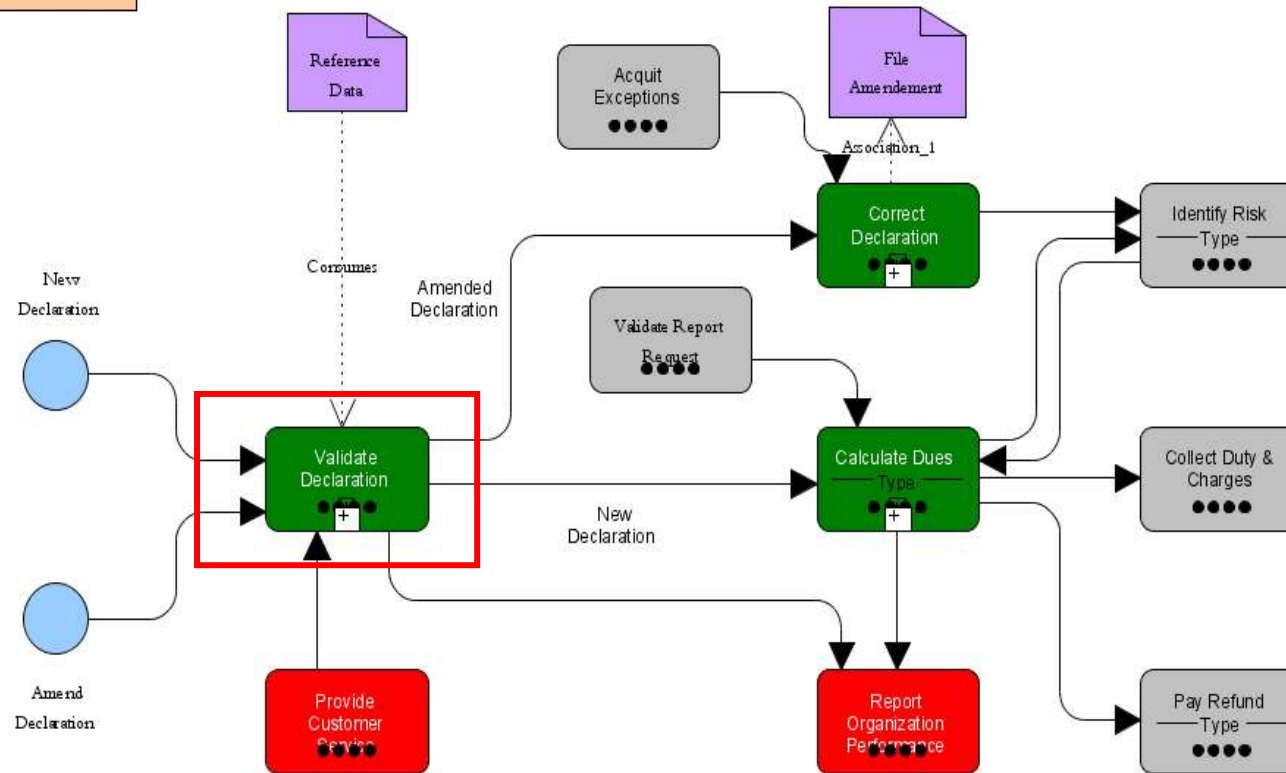 Reference
Data
File
Amendement
Acquit
Exceptions
Association_1
Correct
Declaration
+
Identify Risk
Type
Consumes
New
Declaration
Amended
Declaration
Validate Report
Request
Validate
Declaration
+
Calculate Dues
Type
+
Collect Duty &
Charges
New
Declaration
Amend
Declaration
Provide
Customer
Service
Report
Organization
Performance
Pay Refund
Type